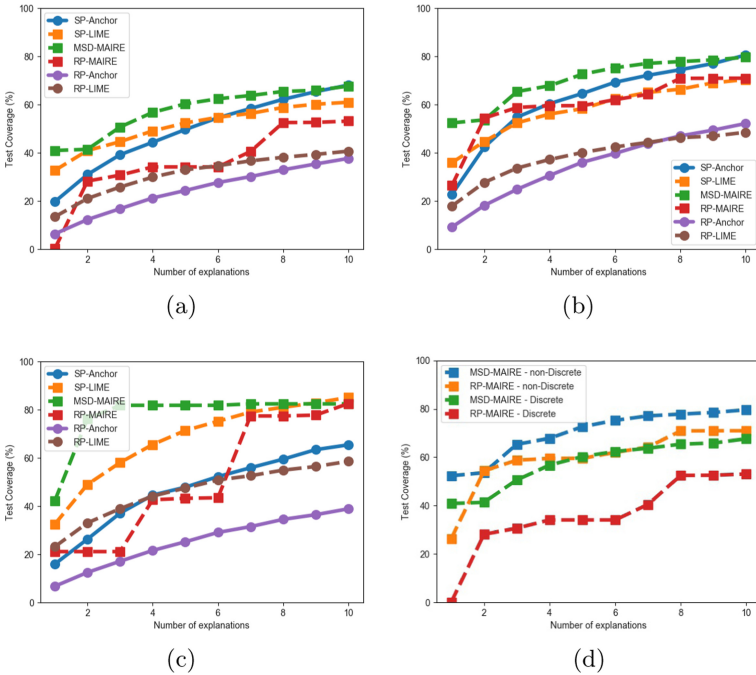 100
80
60
40
20
0
Test Coverage (%)
2
4
6
8
10
Number of explanations
SP-Anchor
SP-LIME
MSD-MAIRE
RP-MAIRE
RP-Anchor
RP-LIME
(a)
100
80
60
40
20
0
Test Coverage (%)
2
4
6
8
10
Number of explanations
SP-Anchor
SP-LIME
MSD-MAIRE
RP-MAIRE
RP-Anchor
RP-LIME
(b)
100
80
60
40
20
0
Test Coverage (%)
2
4
6
8
10
Number of explanations
SP-Anchor
SP-LIME
MSD-MAIRE
RP-MAIRE
RP-Anchor
RP-LIME
(c)
100
80
60
40
20
0
Test Coverage (%)
2
4
6
8
10
Number of explanations
MSD-MAIRE - non-Discrete
RP-MAIRE - non-Discrete
MSD-MAIRE - Discrete
RP-MAIRE - Discrete
(d)